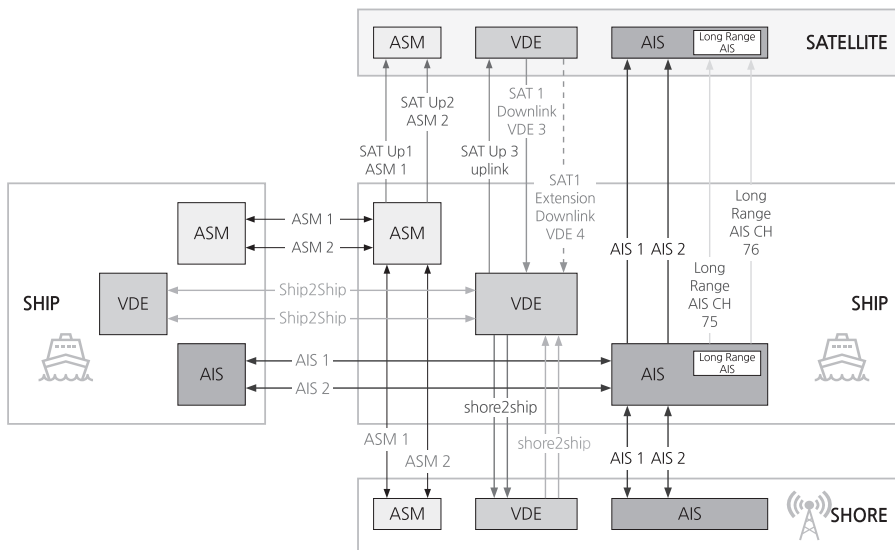 ASM
VDE
AIS
Long Range
AIS
SATELLITE
SAT Up2
ASM 2
SAT 1
Downlink
VDE 3
SAT Up1
ASM 1
SAT Up 3
uplink
SAT1
Extension
Downlink
VDE 4
Long
Range
AIS CH
76
ASM
ASM 1
ASM 2
ASM
AIS 1
AIS 2
Long
Range
AIS CH
75
SHIP
VDE
Ship2Ship
Ship2Ship
VDE
SHIP
AIS
AIS 1
AIS 2
AIS
Long Range
AIS
shore2ship
shore2ship
ASM 1
ASM 2
AIS 1
AIS 2
ASM
VDE
AIS
SHORE